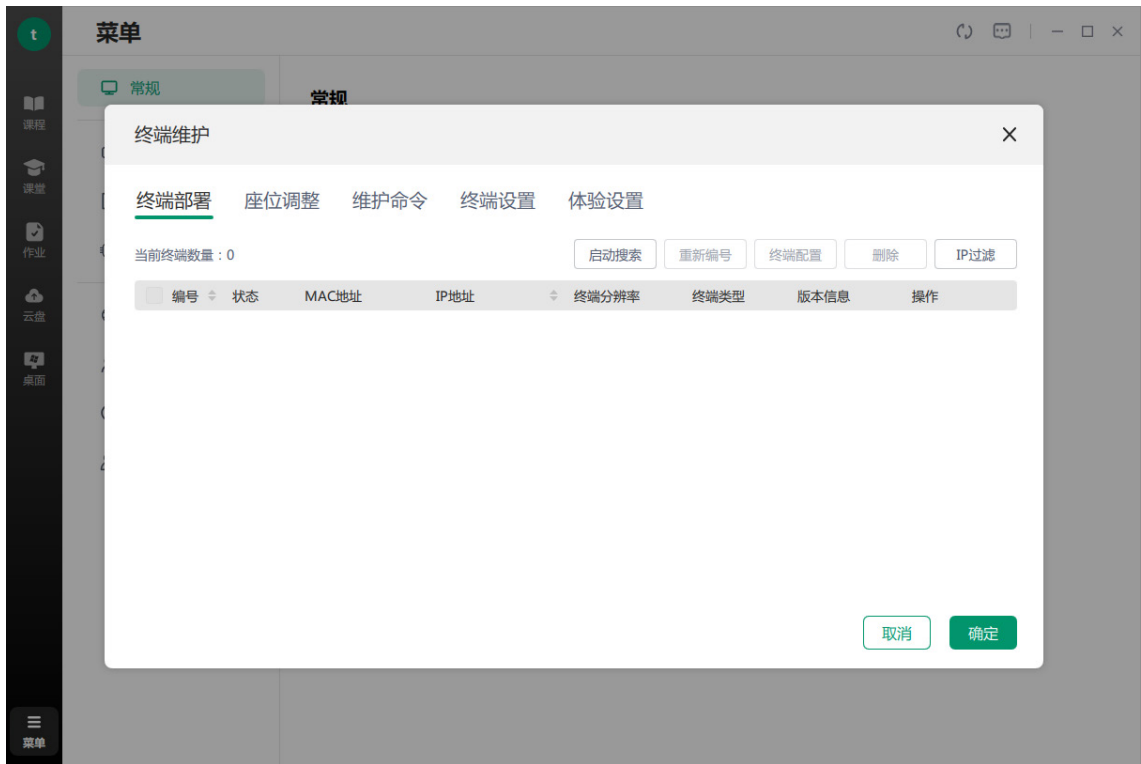 t
菜单
常规
常规
课程
课堂
作业
云盘
桌面
菜单
终端维护
终端部署 座位调整 维护命令 终端设置 体验设置
当前终端数量：0
启动搜索 重新编号 终端配置 删除 IP过滤
编号 状态 MAC地址 IP地址 终端分辨率 终端类型 版本信息 操作
取消 确定